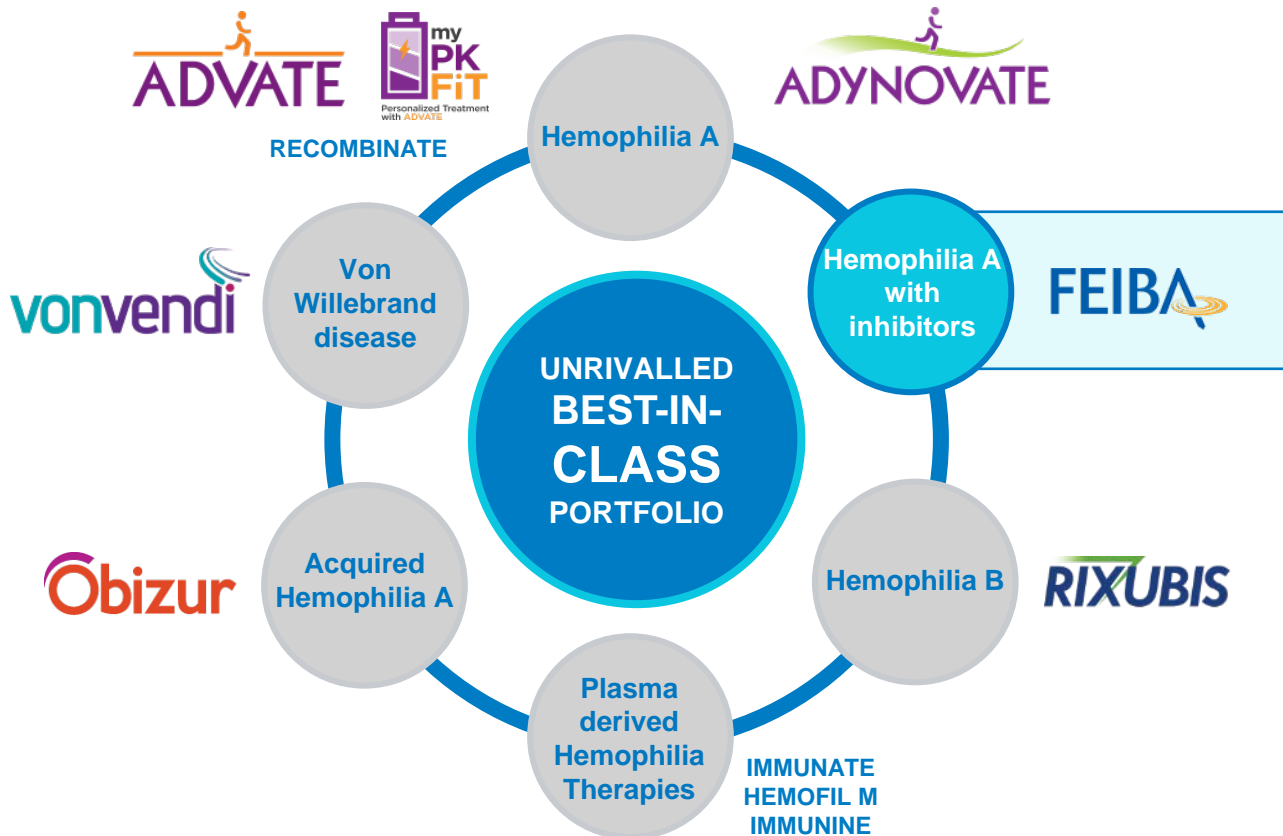 ADVATE
my
PK
FiT
Personalized Treatment
with ADVATE
RECOMBINATE
ADYNOVATE
Hemophilia A
Hemophilia A
with
inhibitors
FEIBA
Von
Willebrand
disease
vonvendi
UNRIVALLED
BEST-IN-
CLASS
PORTFOLIO
Obizur
Acquired
Hemophilia A
Hemophilia B
RIXUBIS
Plasma
derived
Hemophilia
Therapies
IMMUNATE
HEMOFIL M
IMMUNINE